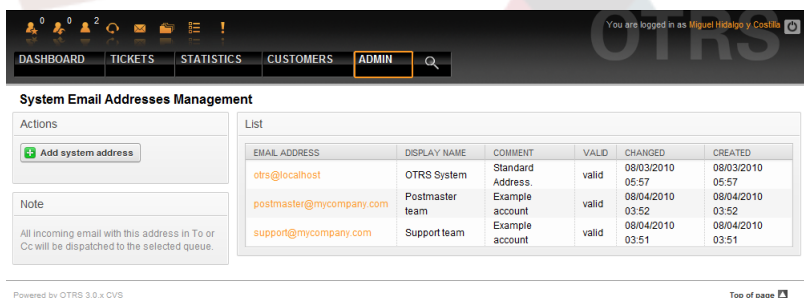 0 0 2
You are logged in as Miguel Hidalgo y Costilla
OTRS
DASHBOARD TICKETS STATISTICS CUSTOMERS ADMIN
System Email Addresses Management
Actions
Add system address
Note
All incoming email with this address in To or
Cc will be dispatched to the selected queue.
List
EMAIL ADDRESS DISPLAY NAME COMMENT VALID CHANGED CREATED
otrs@localhost OTRS System Standard Address. valid 08/03/2010 05:57 08/03/2010 05:57
postmaster@mycompany.com Postmaster team Example account valid 08/04/2010 03:52 08/04/2010 03:52
support@mycompany.com Support team Example account valid 08/04/2010 03:51 08/04/2010 03:51
Powered by OTRS 3.0.x CVS
Top of page